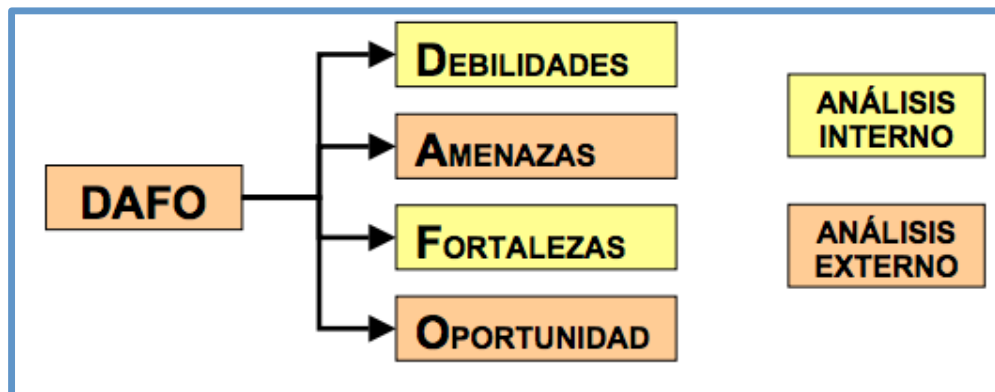 DEBILIDADES
ANÁLISIS
INTERNO
AMENAZAS
DAFO
FORTALEZAS
ANÁLISIS
EXTERNO
OPORTUNIDAD